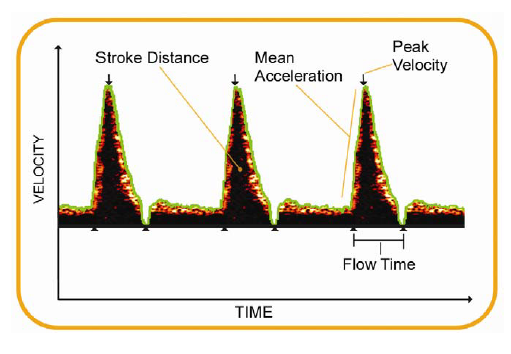 Stroke Distance
Mean
Acceleration
Peak
Velocity
VELOCITY
Flow Time
TIME